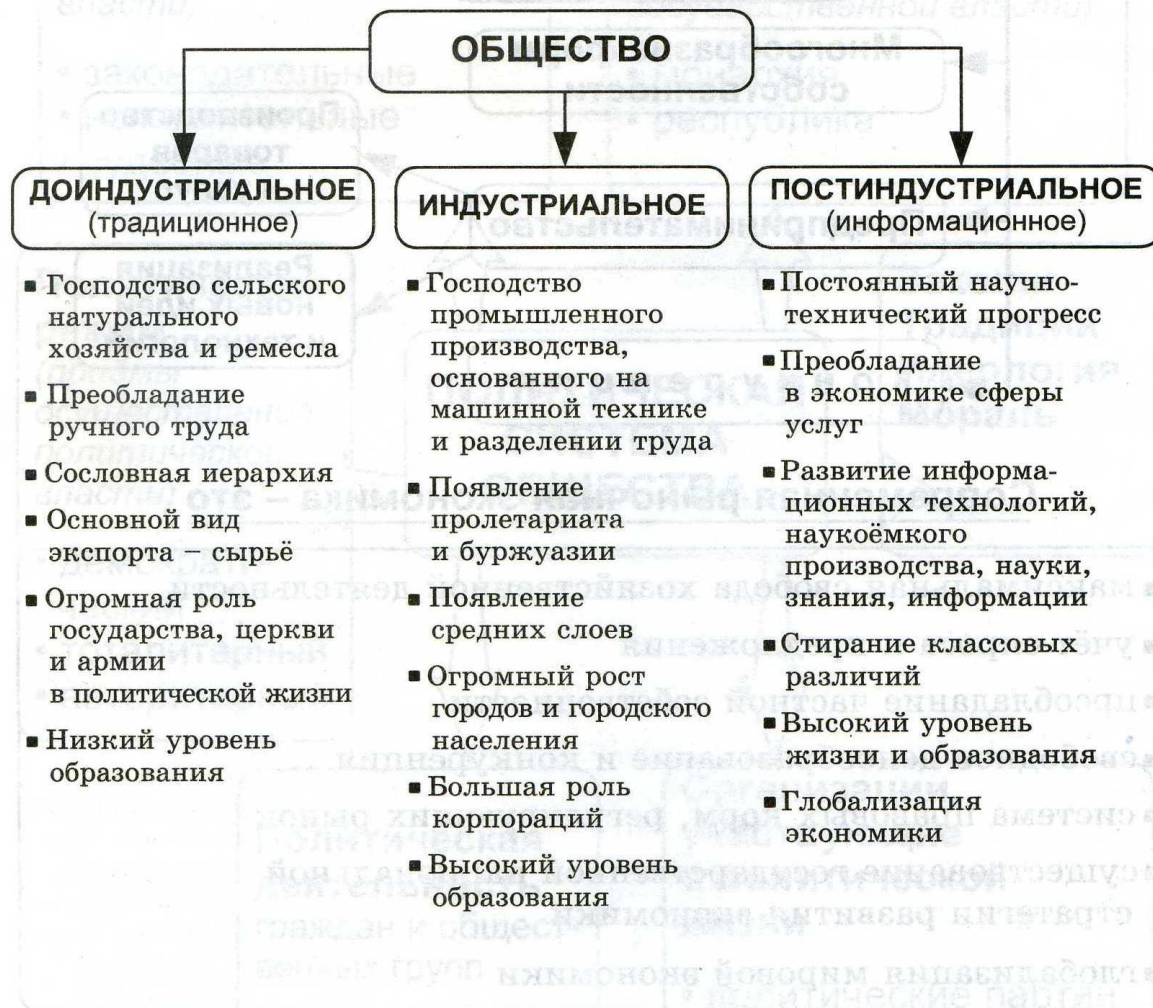 ОБЩЕСТВО
ДОИНДУСТРИАЛЬНОЕ
(традиционное)
▪ Господство сельского
натурального
хозяйства и ремесла
▪ Преобладание
ручного труда
▪ Сословная иерархия
▪ Основной вид
экспорта – сырьё
▪ Огромная роль
государства, церкви
и армии
в политической жизни
▪ Низкий уровень
образования
ИНДУСТРИАЛЬНОЕ
▪ Господство
промышленного
производства,
основанного на
машинной технике
и разделении труда
▪ Появление
пролетариата
и буржуазии
▪ Появление
средних слоев
▪ Огромный рост
городов и городского
населения
▪ Большая роль
корпораций
▪ Высокий уровень
образования
ПОСТИНДУСТРИАЛЬНОЕ
(информационное)
▪ Постоянный научно-
технический прогресс
▪ Преобладание
в экономике сферы
услуг
▪ Развитие информа-
ционных технологий,
наукоёмкого
производства, науки,
знания, информации
▪ Стирание классовых
различий
▪ Высокий уровень
жизни и образования
▪ Глобализация
экономики